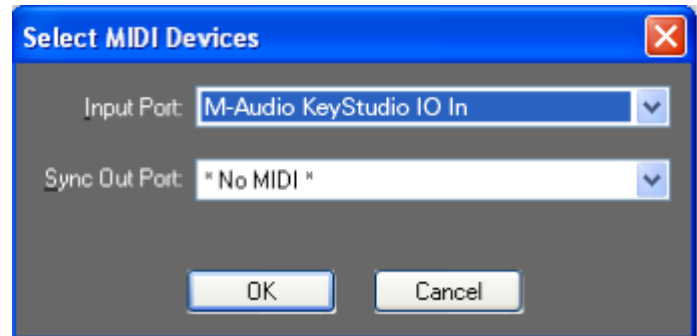 Select MIDI Devices
Input Port: M-Audio KeyStudio IO In
Sync Out Port: * No MIDI *
OK Cancel